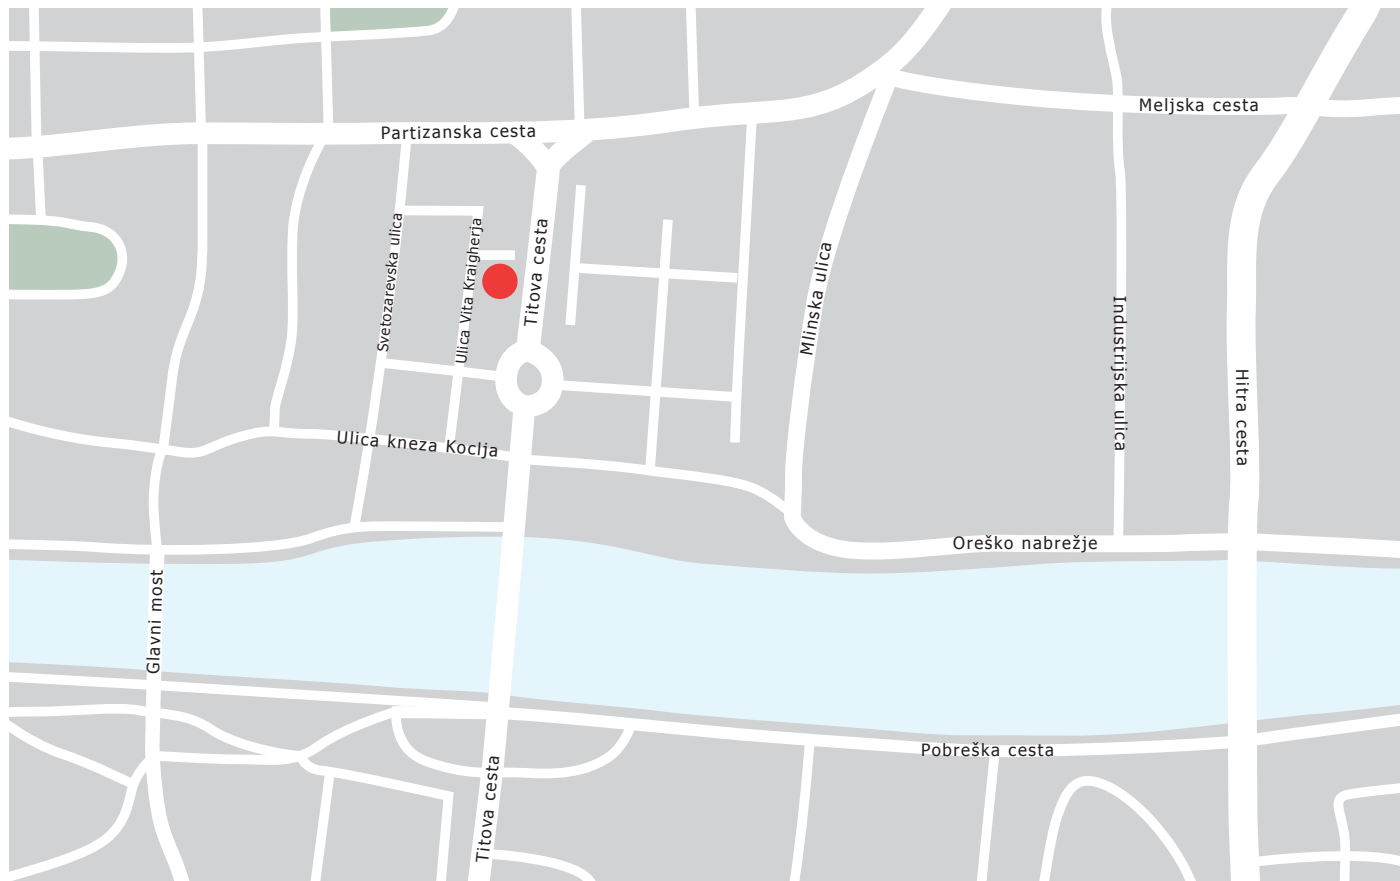 Meljska cesta
Partizanska cesta
Svetozarevska ulica
Ulica Vita Kraigherja
Titova cesta
Mlinska ulica
Industrijska ulica
Hitra cesta
Ulica kneza Koclja
Oreško nabrežje
Glavni most
Pobreška cesta
Titova cesta